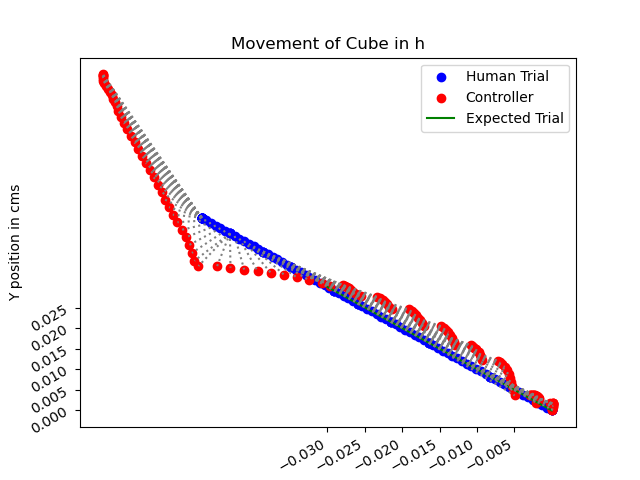 Movement of Cube in h
Human Trial
Controller
Expected Trial
Y position in cms
0.025
0.020
0.015
0.010
0.005
0.000
−0.030
−0.025
−0.020
−0.015
−0.010
−0.005